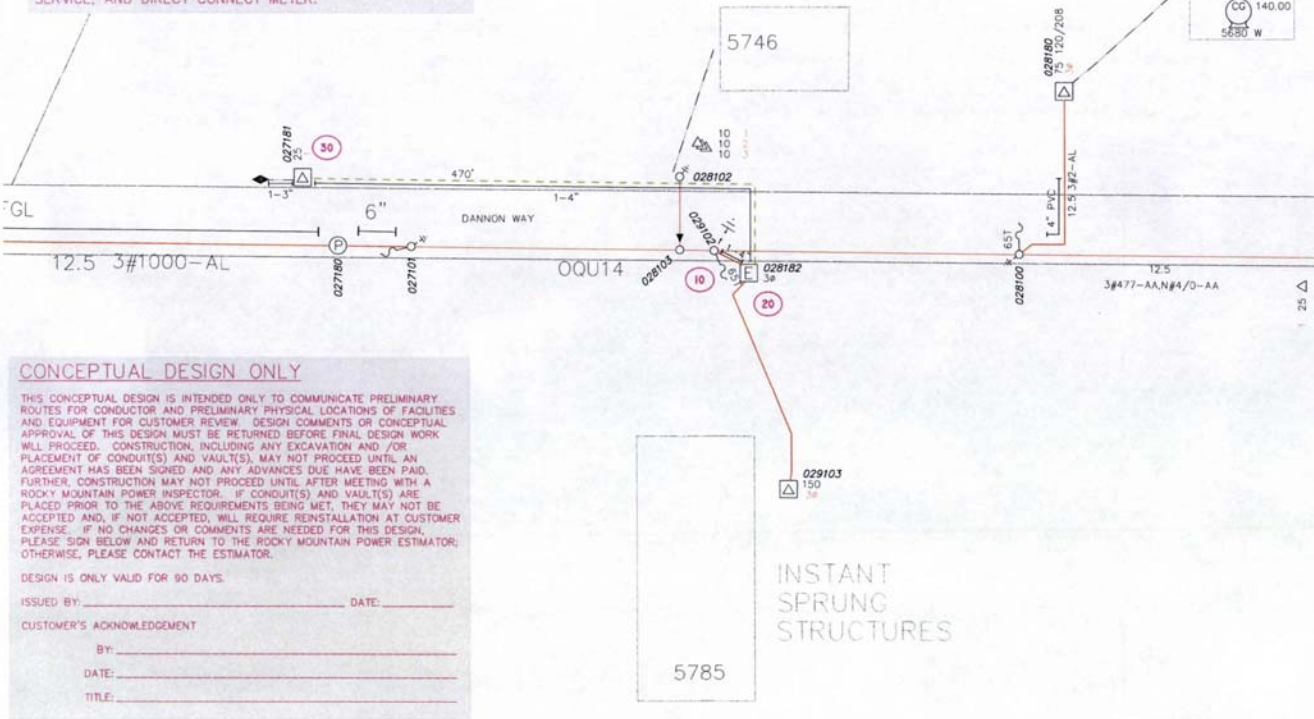 SERVICE, AND DIRECT CONNECT METER.
5746
CG 140.00
5680 W
028180
75 120/208
3ø
027181
25
30
10 1
10 2
10 3
028102
470'
1-3"
1-4"
4" PVC
12.5 3#2-AL
FGL
6"
DANNON WAY
029102
1-4"
65T
P
12.5 3#1000-AL
027180
027101
OQU14
028103
10
65
E
028182
3ø
20
028100
12.5
3#477-AA,N#4/0-AA
25
029103
150
3ø
INSTANT
SPRUNG
STRUCTURES
5785
CONCEPTUAL DESIGN ONLY
THIS CONCEPTUAL DESIGN IS INTENDED ONLY TO COMMUNICATE PRELIMINARY
ROUTES FOR CONDUCTOR AND PRELIMINARY PHYSICAL LOCATIONS OF FACILITIES
AND EQUIPMENT FOR CUSTOMER REVIEW. DESIGN COMMENTS OR CONCEPTUAL
APPROVAL OF THIS DESIGN MUST BE RETURNED BEFORE FINAL DESIGN WORK
WILL PROCEED. CONSTRUCTION, INCLUDING ANY EXCAVATION AND /OR
PLACEMENT OF CONDUIT(S) AND VAULT(S), MAY NOT PROCEED UNTIL AN
AGREEMENT HAS BEEN SIGNED AND ANY ADVANCES DUE HAVE BEEN PAID.
FURTHER, CONSTRUCTION MAY NOT PROCEED UNTIL AFTER MEETING WITH A
ROCKY MOUNTAIN POWER INSPECTOR. IF CONDUIT(S) AND VAULT(S) ARE
PLACED PRIOR TO THE ABOVE REQUIREMENTS BEING MET, THEY MAY NOT BE
ACCEPTED AND, IF NOT ACCEPTED, WILL REQUIRE REINSTALLATION AT CUSTOMER
EXPENSE. IF NO CHANGES OR COMMENTS ARE NEEDED FOR THIS DESIGN,
PLEASE SIGN BELOW AND RETURN TO THE ROCKY MOUNTAIN POWER ESTIMATOR;
OTHERWISE, PLEASE CONTACT THE ESTIMATOR.
DESIGN IS ONLY VALID FOR 90 DAYS.
ISSUED BY: DATE:
CUSTOMER'S ACKNOWLEDGEMENT
BY:
DATE:
TITLE: